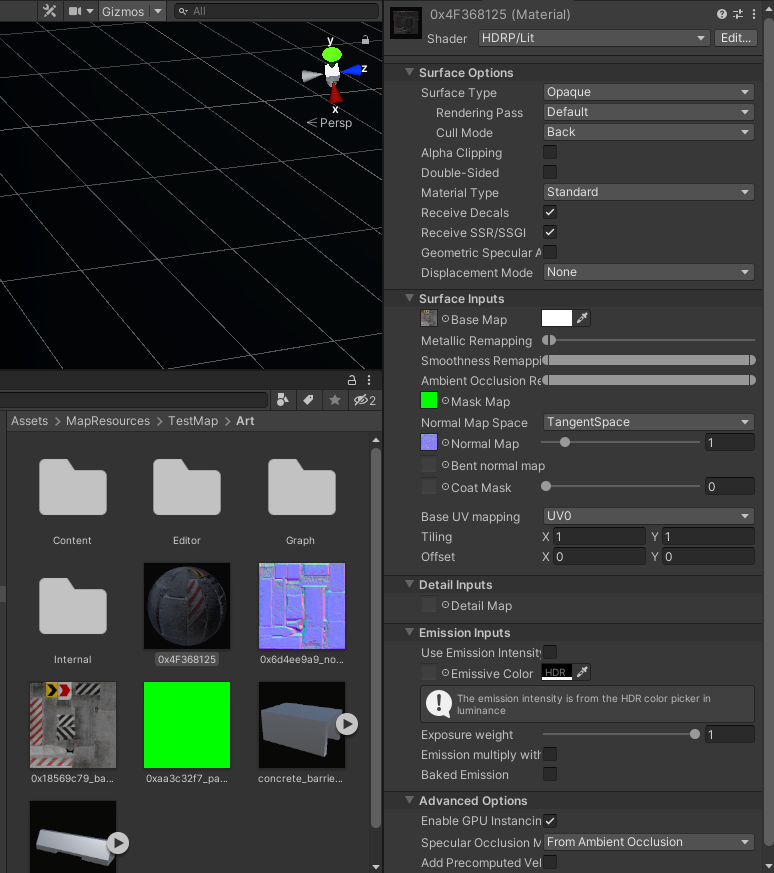 Gizmos
All
y
z
x
Persp
2
Assets > MapResources > TestMap > Art
Content
Editor
Graph
Internal
0x4F368125
0x6d4ee9a9_no...
0x18569c79_ba...
0xaa3c32f7_pa...
concrete_barrie...
0x4F368125 (Material)
Shader HDRP/Lit Edit...
Surface Options
Surface Type Opaque
Rendering Pass Default
Cull Mode Back
Alpha Clipping
Double-Sided
Material Type Standard
Receive Decals
Receive SSR/SSGI
Geometric Specular A
Displacement Mode None
Surface Inputs
Base Map
Metallic Remapping
Smoothness Remappi
Ambient Occlusion Re
Mask Map
Normal Map Space TangentSpace
Normal Map 1
Bent normal map
Coat Mask 0
Base UV mapping UV0
Tiling X 1 Y 1
Offset X 0 Y 0
Detail Inputs
Detail Map
Emission Inputs
Use Emission Intensity
Emissive Color HDR
The emission intensity is from the HDR color picker in
luminance
Exposure weight 1
Emission multiply with
Baked Emission
Advanced Options
Enable GPU Instancin
Specular Occlusion M From Ambient Occlusion
Add Precomputed Vel